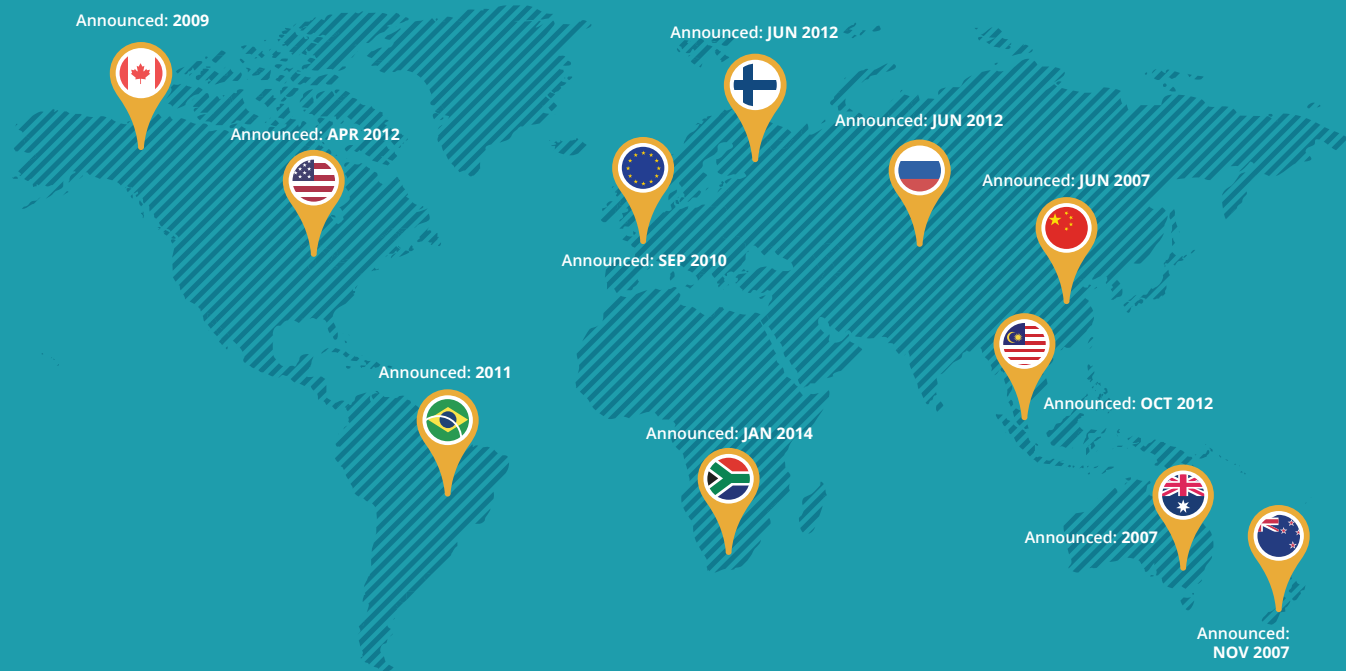 Announced: 2009
Announced: JUN 2012
Announced: JUN 2012
Announced: APR 2012
Announced: JUN 2007
Announced: SEP 2010
Announced: 2011
Announced: OCT 2012
Announced: JAN 2014
Announced: 2007
Announced:
NOV 2007